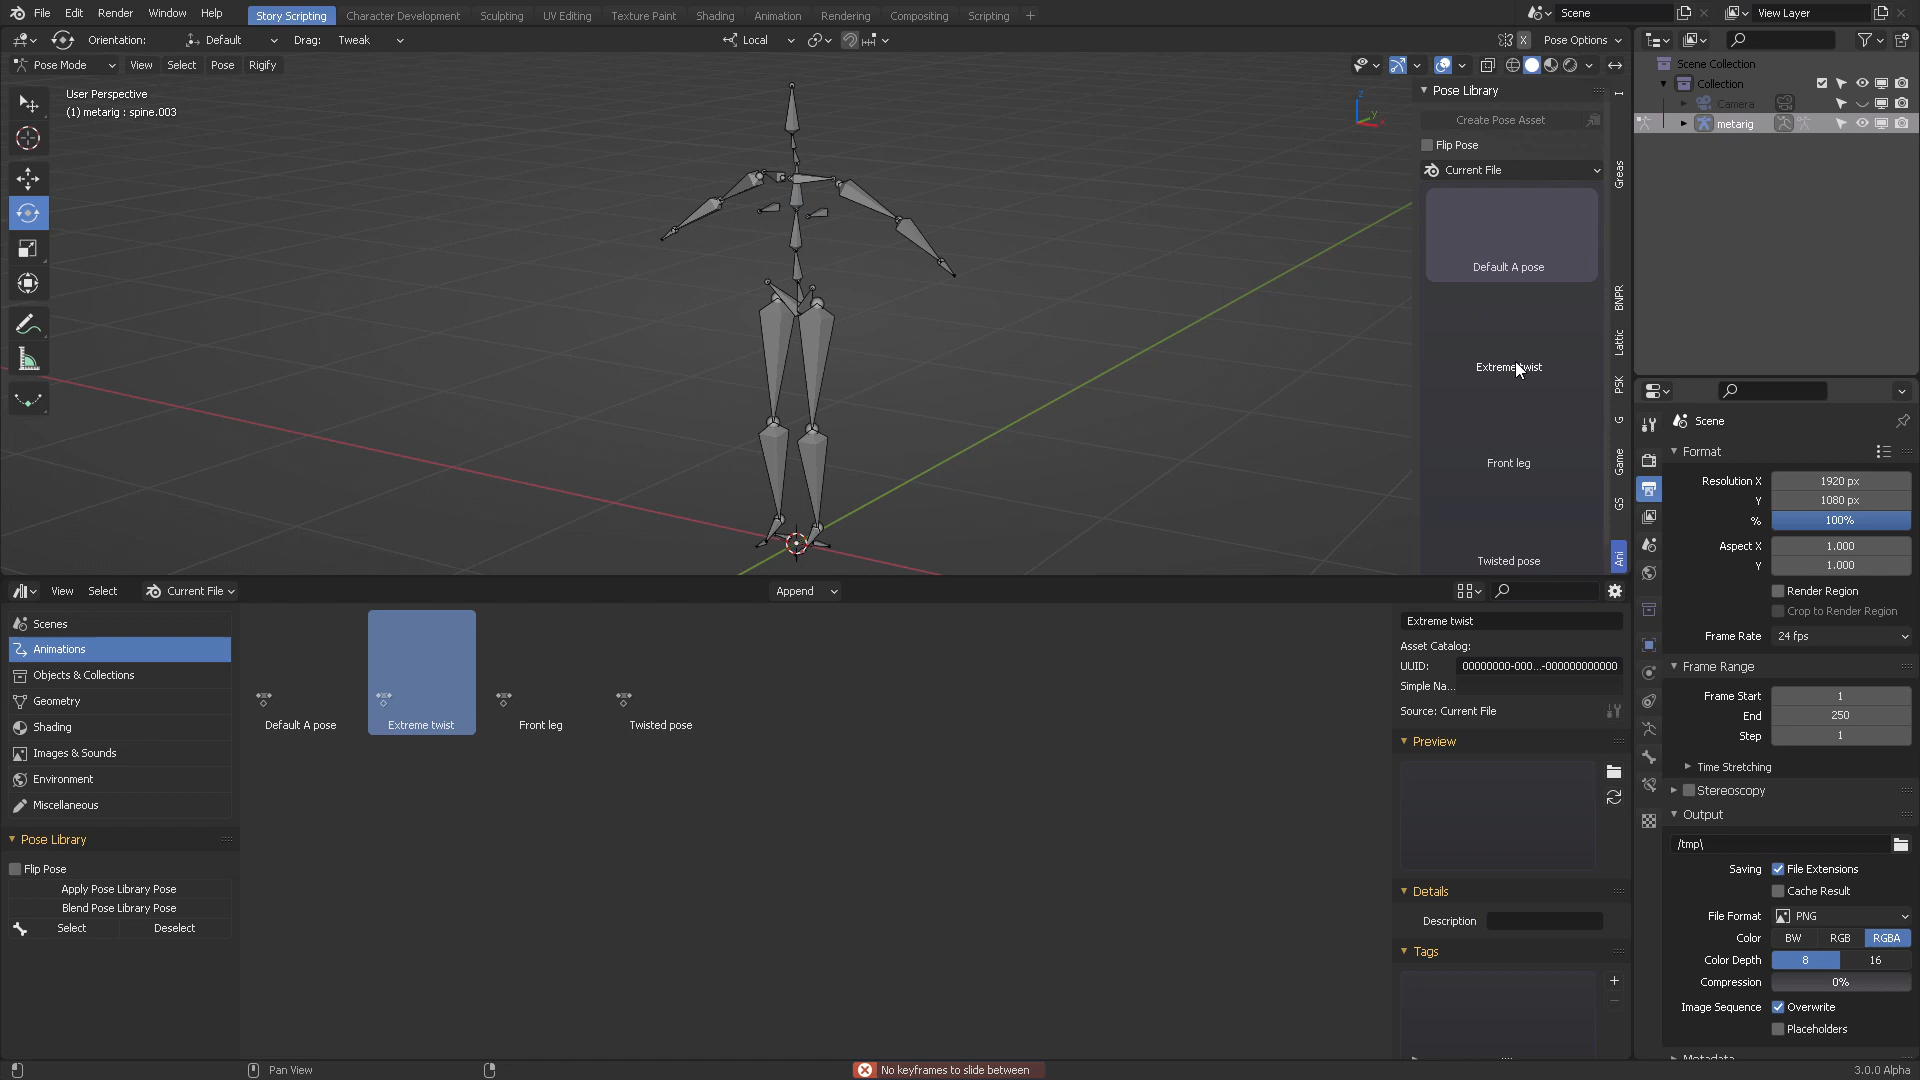 File Edit Render Window Help
Story Scripting Character Development Sculpting UV Editing Texture Paint Shading Animation Rendering Compositing Scripting +
Scene
View Layer
Orientation: Default Drag: Tweak
Local
X Pose Options
Pose Mode View Select Pose Rigify
User Perspective
(1) metarig : spine.003
Z
Y
Pose Library
Create Pose Asset
Flip Pose
Current File
Default A pose
Extreme twist
Front leg
Twisted pose
I
Greas
BNPR
Lattic
PSK
G
Game
GS
Ani
Scene Collection
Collection
Camera
metarig
Scene
Format
Resolution X 1920 px
Y 1080 px
% 100%
Aspect X 1.000
Y 1.000
Render Region
Crop to Render Region
Frame Rate 24 fps
Frame Range
Frame Start 1
End 250
Step 1
Time Stretching
Stereoscopy
Output
/tmp\
Saving File Extensions
Cache Result
File Format PNG
Color BW RGB RGBA
Color Depth 8 16
Compression 0%
Image Sequence Overwrite
Placeholders
Metadata
View Select Current File
Append
Scenes
Animations
Objects & Collections
Geometry
Shading
Images & Sounds
Environment
Miscellaneous
Pose Library
Flip Pose
Apply Pose Library Pose
Blend Pose Library Pose
Select Deselect
Default A pose
Extreme twist
Front leg
Twisted pose
Extreme twist
Asset Catalog:
UUID: 00000000-000...-000000000000
Simple Na...
Source: Current File
Preview
Details
Description
Tags
Pan View
No keyframes to slide between
3.0.0 Alpha